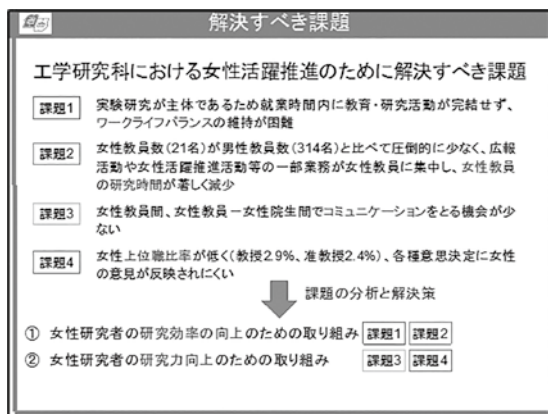 解決すべき課題
工学研究科における女性活躍推進のために解決すべき課題
課題1 実験研究が主体であるため就業時間内に教育・研究活動が完結せず、
ワークライフバランスの維持が困難
課題2 女性教員数(21名)が男性教員数(314名)と比べて圧倒的に少なく、広報
活動や女性活躍推進活動等の一部業務が女性教員に集中し、女性教員
の研究時間が著しく減少
課題3 女性教員間、女性教員－女性院生間でコミュニケーションをとる機会が少
ない
課題4 女性上位職比率が低く(教授2.9%、准教授2.4%)、各種意思決定に女性
の意見が反映されにくい
課題の分析と解決策
① 女性研究者の研究効率の向上のための取り組み 課題1 課題2
② 女性研究者の研究力向上のための取り組み 課題3 課題4